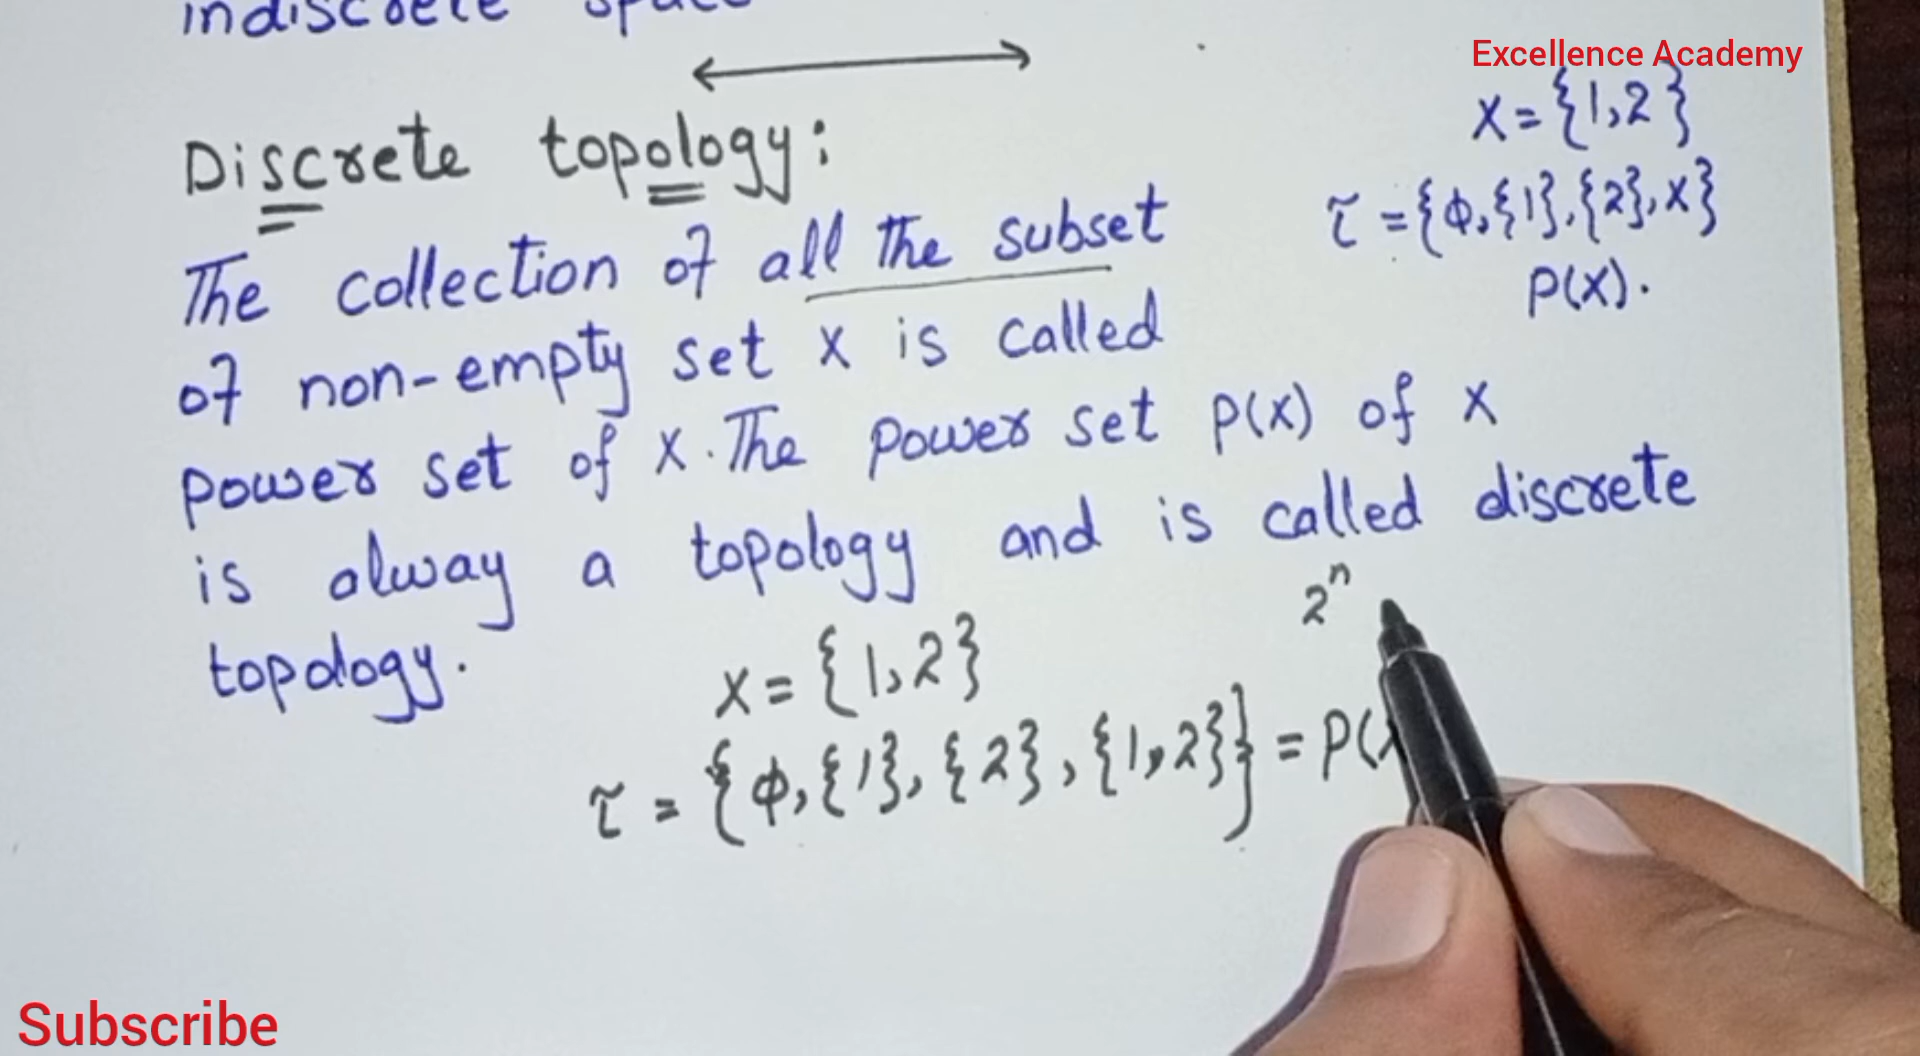 indiscrete space
Excellence Academy
X = {1,2}
Discrete topology:
τ = {ϕ,{1},{2},X}
P(X).
The collection of all the subset
of non-empty set X is called
power set of X. The power set P(X) of X
is alway a topology and is called discrete
topology.
2ⁿ
X = {1,2}
τ = {ϕ,{1},{2},{1,2}} = P(X
Subscribe